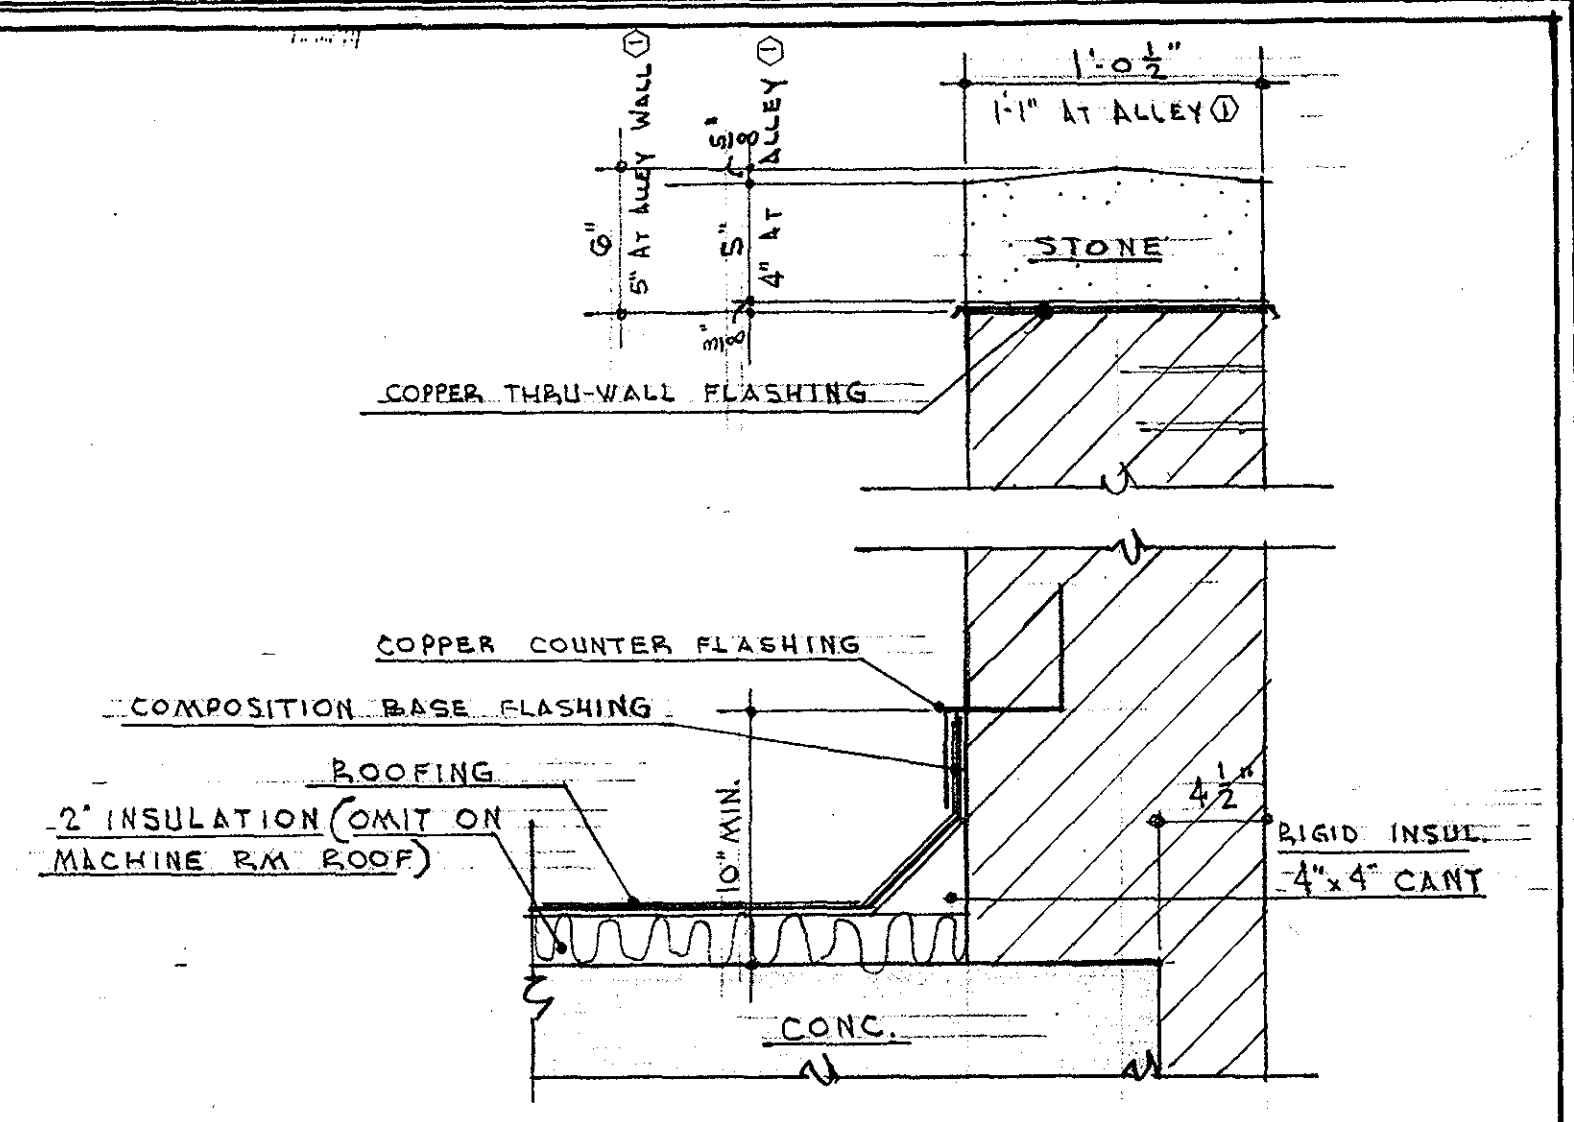 1'-0 1/2"
1'-1" AT ALLEY 1
6"
5" AT ALLEY WALL 1
5/8"
5"
4" AT ALLEY 1
3/8"
STONE
COPPER THRU-WALL FLASHING
COPPER COUNTER FLASHING
COMPOSITION BASE FLASHING
ROOFING
2" INSULATION (OMIT ON
MACHINE RM ROOF)
10" MIN.
4 1/2"
RIGID INSUL.
4"x4" CANT
CONC.